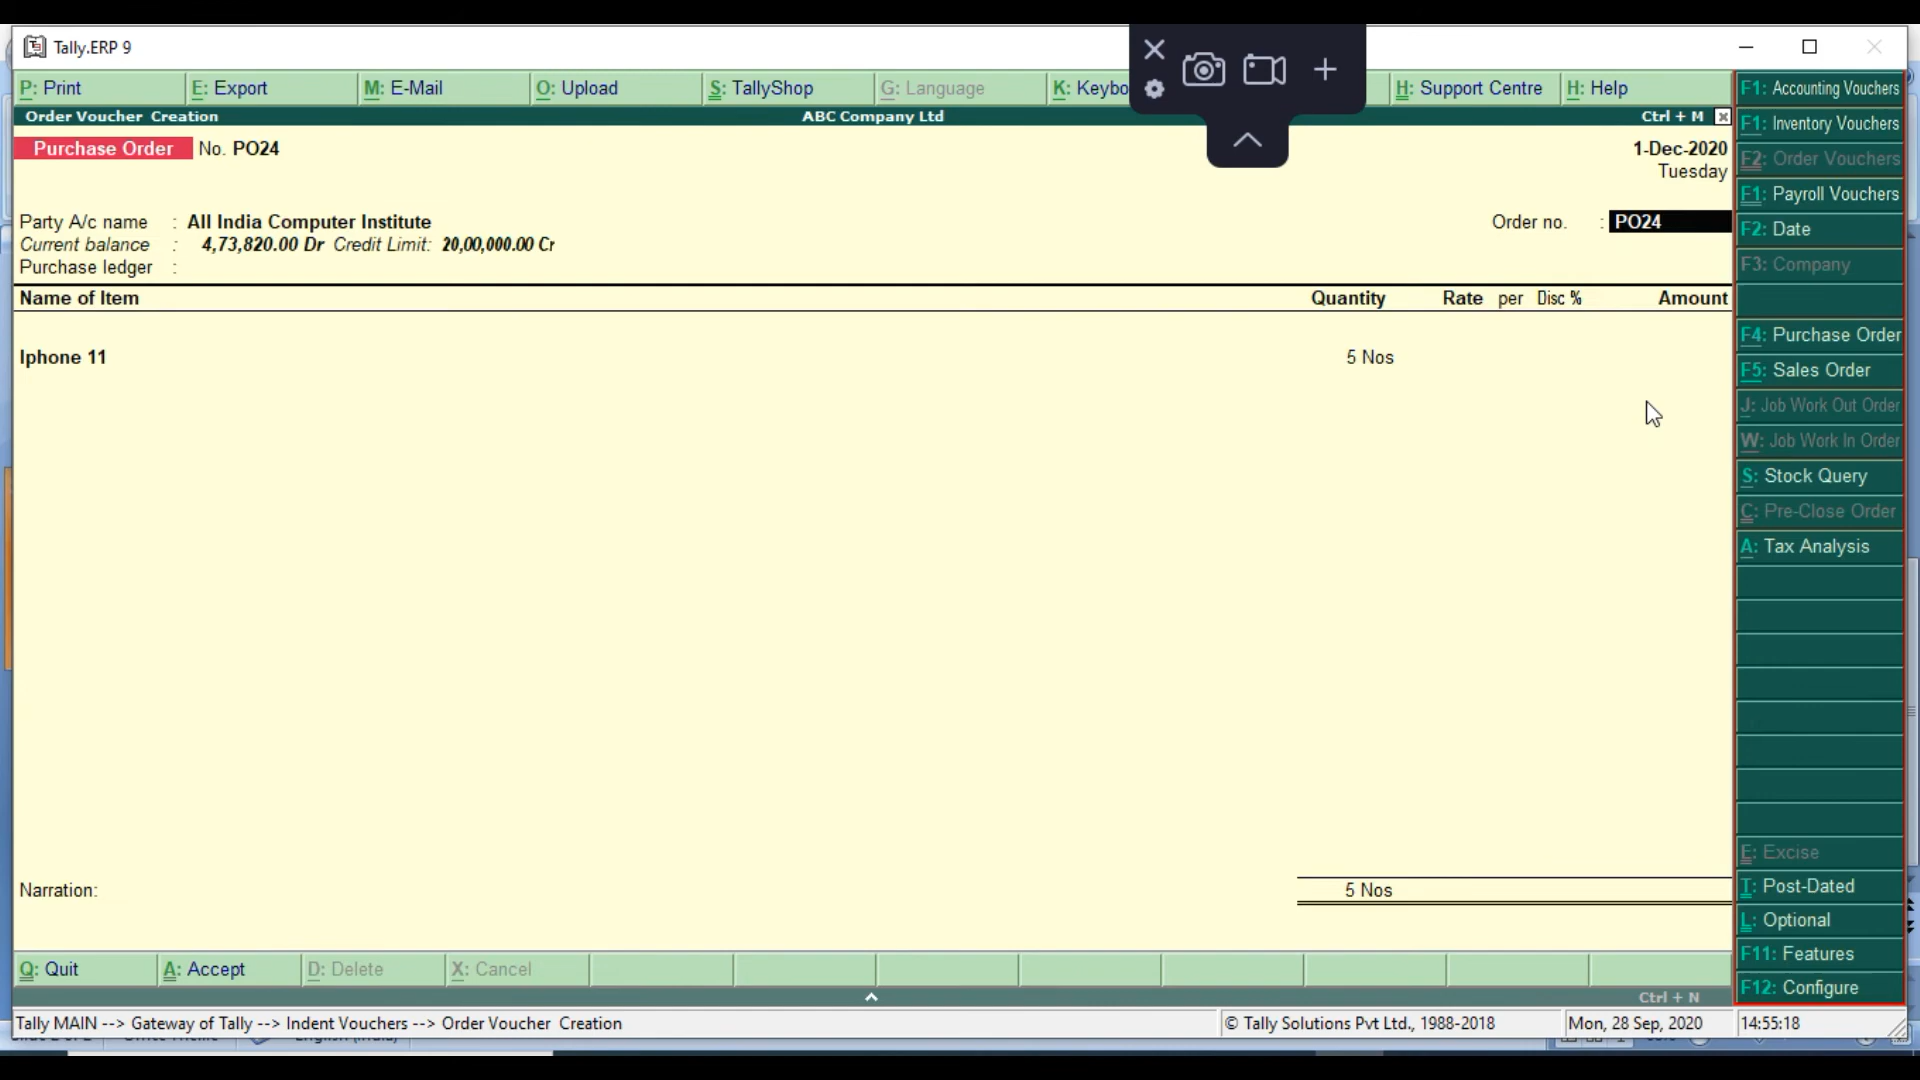 Tally.ERP 9
P: Print E: Export M: E-Mail O: Upload S: TallyShop G: Language K: Keybo H: Support Centre H: Help
Order Voucher Creation ABC Company Ltd Ctrl + M
Purchase Order No. PO24 1-Dec-2020
Tuesday
Party A/c name : All India Computer Institute Order no. : PO24
Current balance : 4,73,820.00 Dr Credit Limit: 20,00,000.00 Cr
Purchase ledger :
Name of Item Quantity Rate per Disc % Amount
Iphone 11 5 Nos
Narration: 5 Nos
Q: Quit A: Accept D: Delete X: Cancel
Ctrl + N
Tally MAIN --> Gateway of Tally --> Indent Vouchers --> Order Voucher Creation © Tally Solutions Pvt Ltd., 1988-2018 Mon, 28 Sep, 2020 14:55:18
F1: Accounting Vouchers
F1: Inventory Vouchers
F2: Order Vouchers
F1: Payroll Vouchers
F2: Date
F3: Company
F4: Purchase Order
F5: Sales Order
J: Job Work Out Order
W: Job Work In Order
S: Stock Query
C: Pre-Close Order
A: Tax Analysis
E: Excise
T: Post-Dated
L: Optional
F11: Features
F12: Configure